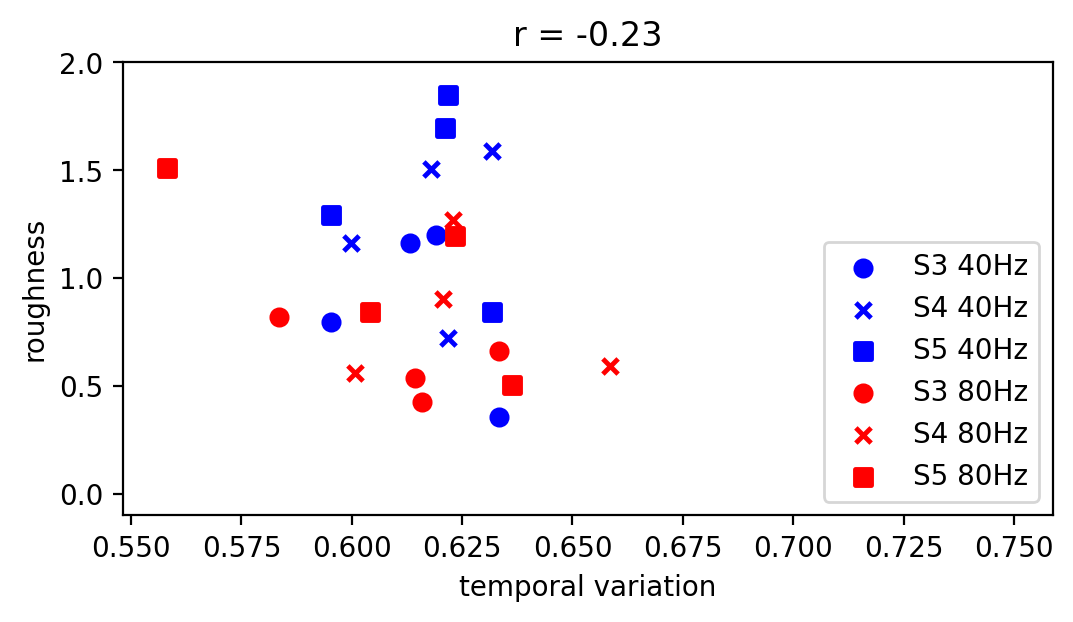 r = -0.23
roughness
2.0
1.5
1.0
0.5
0.0
0.550 0.575 0.600 0.625 0.650 0.675 0.700 0.725 0.750
temporal variation
S3 40Hz
S4 40Hz
S5 40Hz
S3 80Hz
S4 80Hz
S5 80Hz